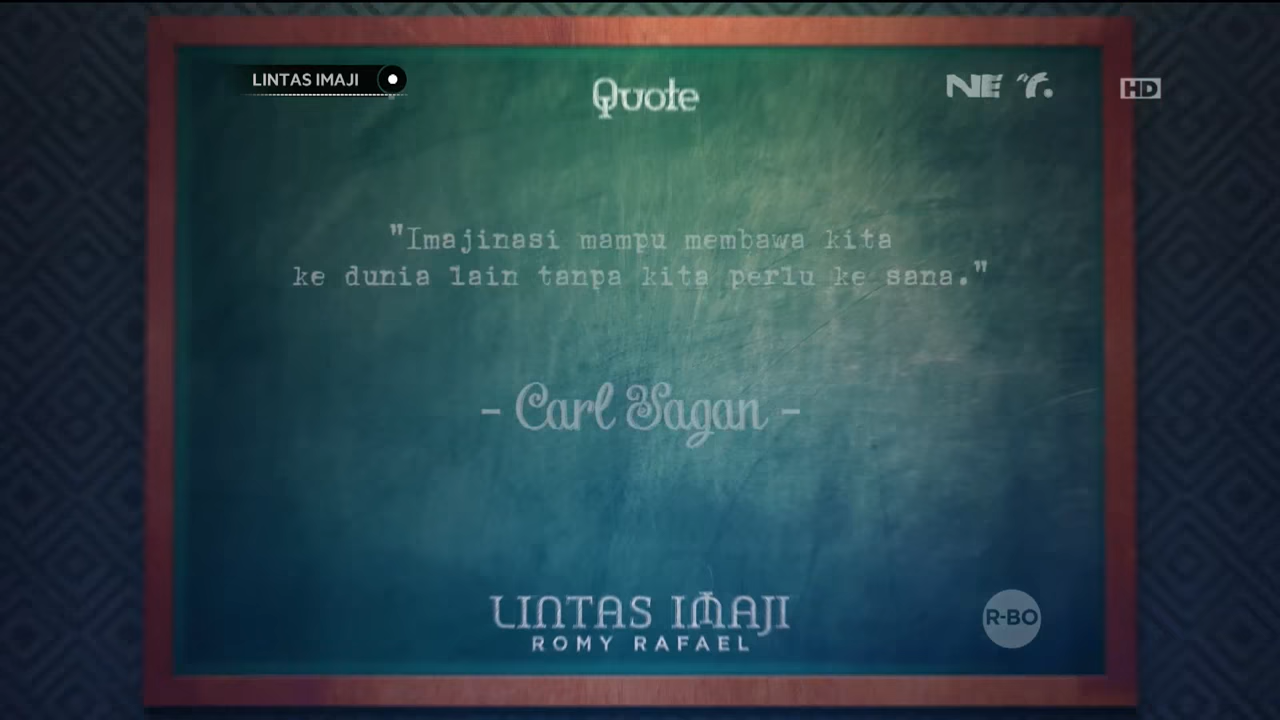 LINTAS IMAJI
Quote
HD
"Imajinasi mampu membawa kita
ke dunia lain tanpa kita perlu ke sana."
- Carl Sagan -
LINTAS IMAJI
ROMY RAFAEL
R-BO